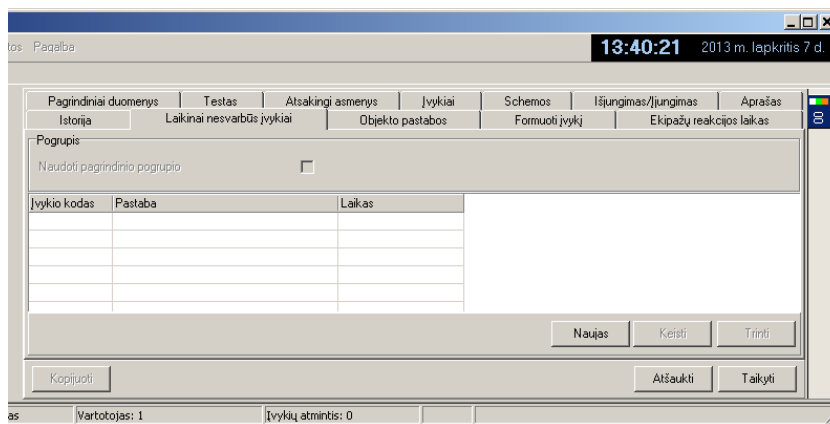 tos Pagalba 13:40:21 2013 m. lapkritis 7 d.
Pagrindiniai duomenys Testas Atsakingi asmenys Įvykiai Schemos Išjungimas/Įjungimas Aprašas
Istorija Laikinai nesvarbūs įvykiai Objekto pastabos Formuoti įvykį Ekipažų reakcijos laikas
Pogrupis
Naudoti pagrindinio pogrupio
Įvykio kodas Pastaba Laikas
Naujas Keisti Trinti
Kopijuoti Atšaukti Taikyti
as Vartotojas: 1 Įvykių atmintis: 0